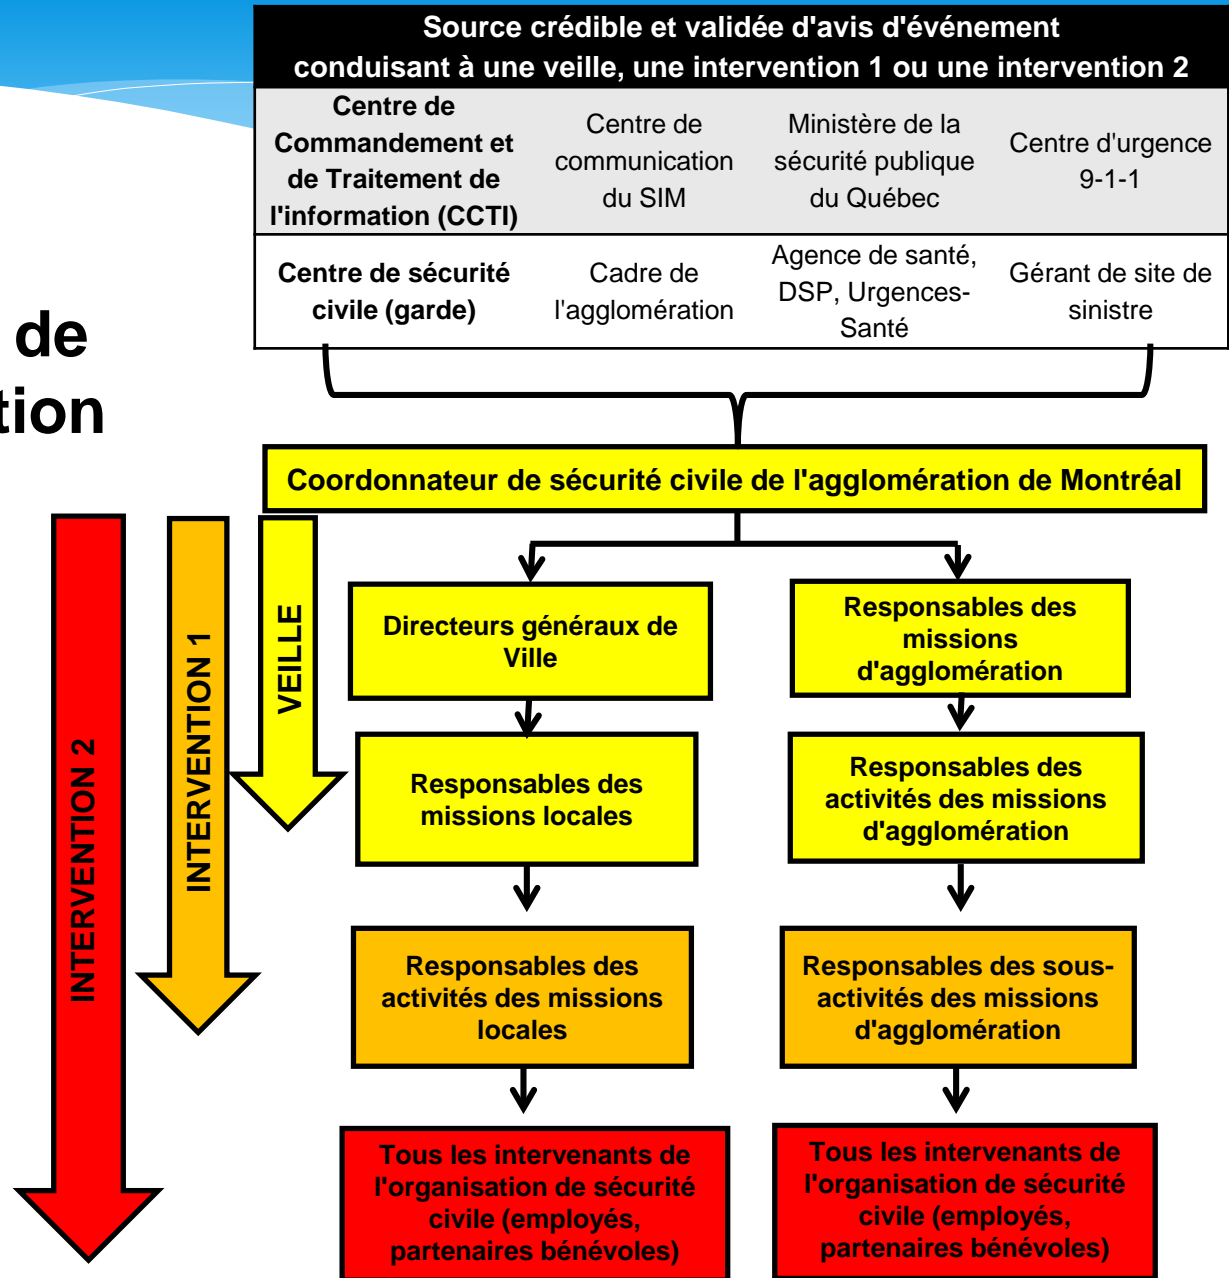 Source crédible et validée d'avis d'événement
conduisant à une veille, une intervention 1 ou une intervention 2
Centre de
Commandement et
de Traitement de
l'information (CCTI)
Centre de
communication
du SIM
Ministère de la
sécurité publique
du Québec
Centre d'urgence
9-1-1
Centre de sécurité
civile (garde)
Cadre de
l'agglomération
Agence de santé,
DSP, Urgences-
Santé
Gérant de site de
sinistre
de
tion
Coordonnateur de sécurité civile de l'agglomération de Montréal
INTERVENTION 2
INTERVENTION 1
VEILLE
Directeurs généraux de
Ville
Responsables des
missions
d'agglomération
Responsables des
missions locales
Responsables des
activités des missions
d'agglomération
Responsables des
activités des missions
locales
Responsables des sous-
activités des missions
d'agglomération
Tous les intervenants de
l'organisation de sécurité
civile (employés,
partenaires bénévoles)
Tous les intervenants de
l'organisation de sécurité
civile (employés,
partenaires bénévoles)